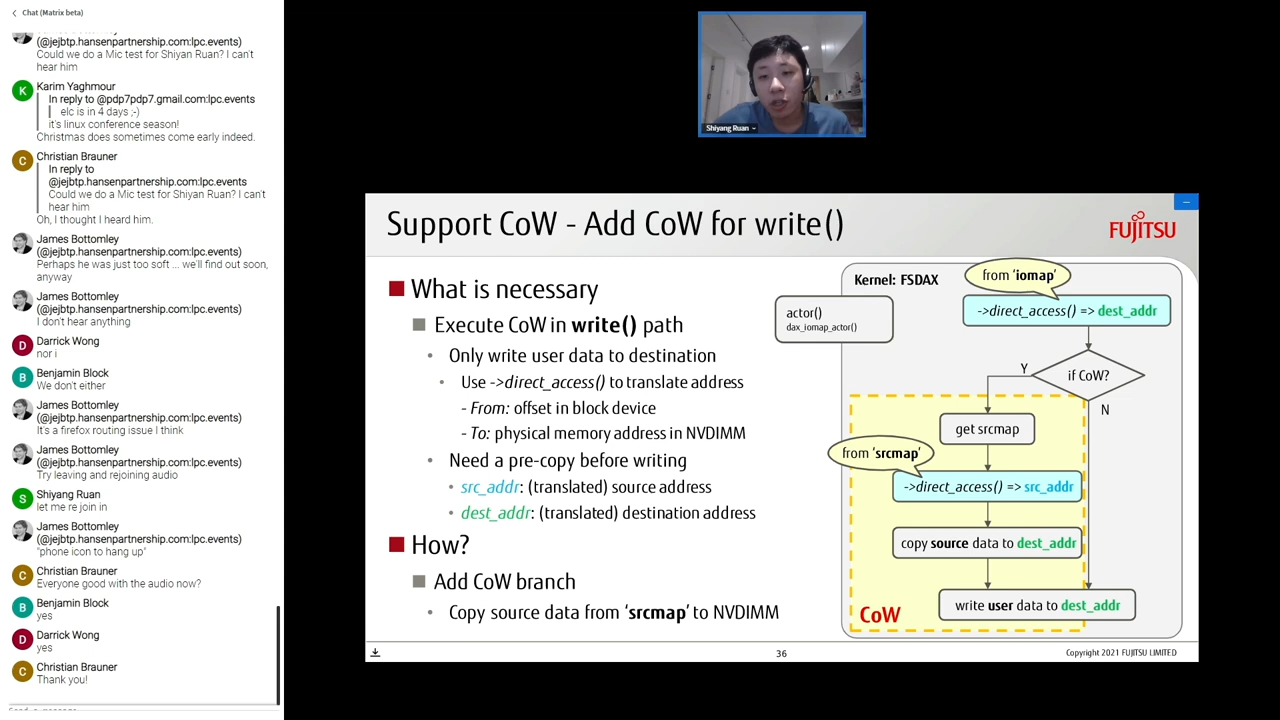 Chat (Matrix beta)
(@jejbtp.hansenpartnership.com:lpc.events)
Could we do a Mic test for Shiyan Ruan? I can't
hear him
K
Karim Yaghmour
In reply to @pdp7pdp7.gmail.com:lpc.events
elc is in 4 days ;-)
it's linux conference season!
Christmas does sometimes come early indeed.
C
Christian Brauner
In reply to
@jejbtp.hansenpartnership.com:lpc.events
Could we do a Mic test for Shiyan Ruan? I can't
hear him
Oh, I thought I heard him.
James Bottomley
(@jejbtp.hansenpartnership.com:lpc.events)
Perhaps he was just too soft ... we'll find out soon,
anyway
James Bottomley
(@jejbtp.hansenpartnership.com:lpc.events)
I don't hear anything
D
Darrick Wong
nor i
B
Benjamin Block
We don't either
James Bottomley
(@jejbtp.hansenpartnership.com:lpc.events)
It's a firefox routing issue I think
James Bottomley
(@jejbtp.hansenpartnership.com:lpc.events)
Try leaving and rejoining audio
S
Shiyang Ruan
let me re join in
James Bottomley
(@jejbtp.hansenpartnership.com:lpc.events)
"phone icon to hang up"
C
Christian Brauner
Everyone good with the audio now?
B
Benjamin Block
yes
D
Darrick Wong
yes
C
Christian Brauner
Thank you!
Shiyang Ruan
Support CoW - Add CoW for write()
FUJITSU
What is necessary
Execute CoW in write() path
Only write user data to destination
Use ->direct_access() to translate address
- From: offset in block device
- To: physical memory address in NVDIMM
Need a pre-copy before writing
src_addr: (translated) source address
dest_addr: (translated) destination address
How?
Add CoW branch
Copy source data from 'srcmap' to NVDIMM
Kernel: FSDAX
from 'iomap'
actor()
dax_iomap_actor()
->direct_access() => dest_addr
if CoW?
Y
N
get srcmap
from 'srcmap'
->direct_access() => src_addr
copy source data to dest_addr
write user data to dest_addr
CoW
36
Copyright 2021 FUJITSU LIMITED